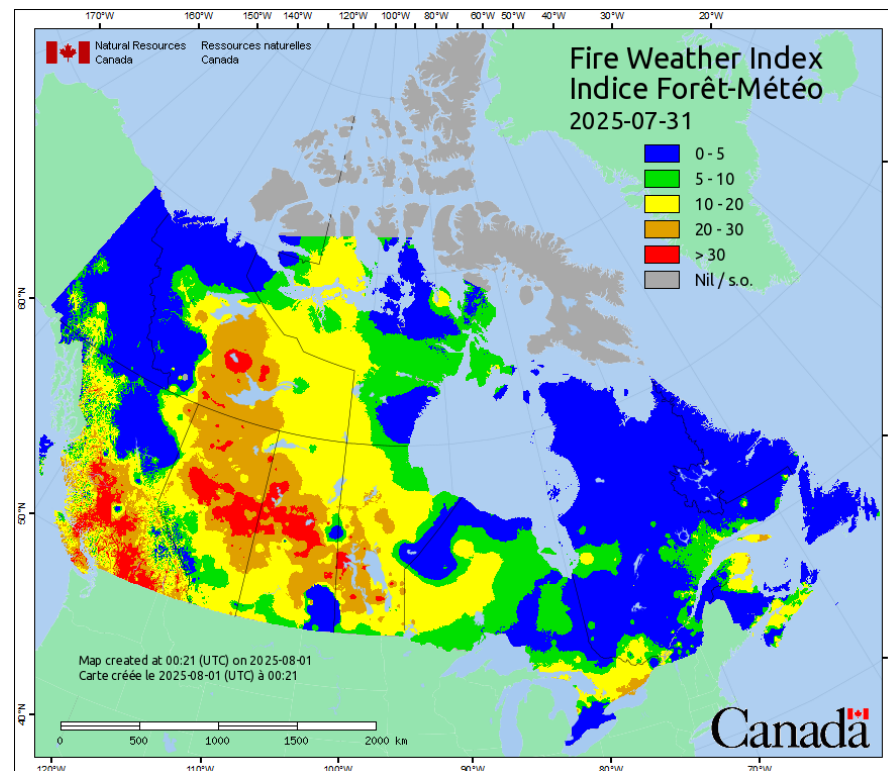 170°W 160°W 150°W 140°W 130°W 120°W 110°W 100°W 90°W 80°W 70°W 60°W 50°W 40°W 30°W 20°W
Natural Resources Ressources naturelles
Canada Canada
Fire Weather Index
Indice Forêt-Météo
2025-07-31
0 - 5
5 - 10
10 - 20
20 - 30
> 30
Nil / s.o.
60°N
50°N
40°N
Map created at 00:21 (UTC) on 2025-08-01
Carte créée le 2025-08-01 (UTC) à 00:21
0 500 1000 1500 2000 km
Canada
120°W 110°W 100°W 90°W 80°W 70°W